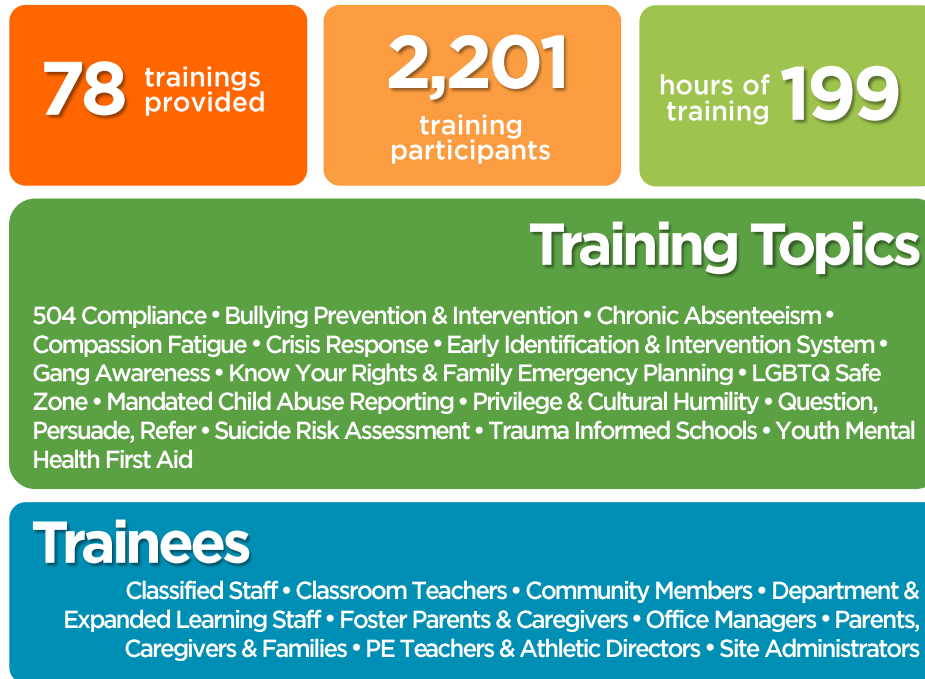 78 trainings
provided
2,201
training
participants
hours of
training 199
Training Topics
504 Compliance • Bullying Prevention & Intervention • Chronic Absenteeism •
Compassion Fatigue • Crisis Response • Early Identification & Intervention System •
Gang Awareness • Know Your Rights & Family Emergency Planning • LGBTQ Safe
Zone • Mandated Child Abuse Reporting • Privilege & Cultural Humility • Question,
Persuade, Refer • Suicide Risk Assessment • Trauma Informed Schools • Youth Mental
Health First Aid
Trainees
Classified Staff • Classroom Teachers • Community Members • Department &
Expanded Learning Staff • Foster Parents & Caregivers • Office Managers • Parents,
Caregivers & Families • PE Teachers & Athletic Directors • Site Administrators